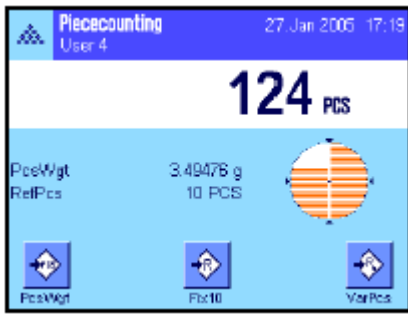 Piececounting 27.Jan 2005 17:19
User 4
124 PCS
PcsWgt 3.49476 g
RefPcs 10 PCS
PcsWgt Fix10 VarPcs